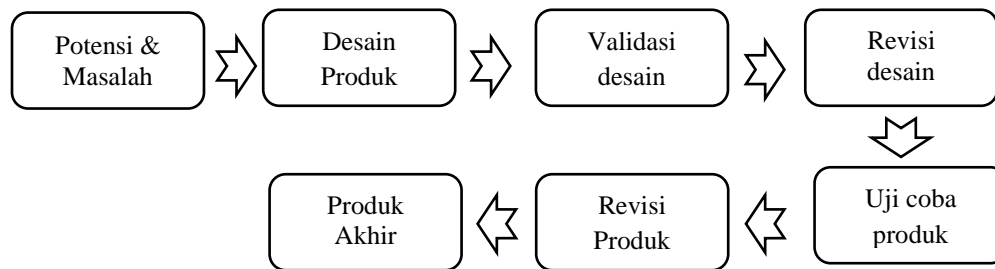 Potensi &
Masalah
Desain
Produk
Validasi
desain
Revisi
desain
Uji coba
produk
Revisi
Produk
Produk
Akhir